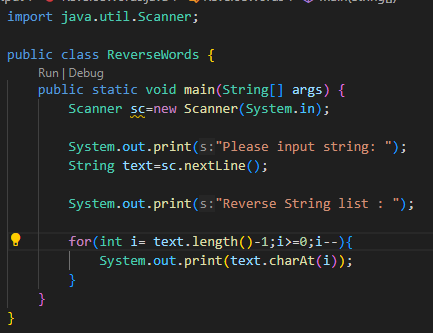 import java.util.Scanner;
public class ReverseWords {
Run | Debug
public static void main(String[] args) {
Scanner sc=new Scanner(System.in);
System.out.print(s:"Please input string: ");
String text=sc.nextLine();
System.out.print(s:"Reverse String list : ");
for(int i= text.length()-1;i>=0;i--){
System.out.print(text.charAt(i));
}
}
}